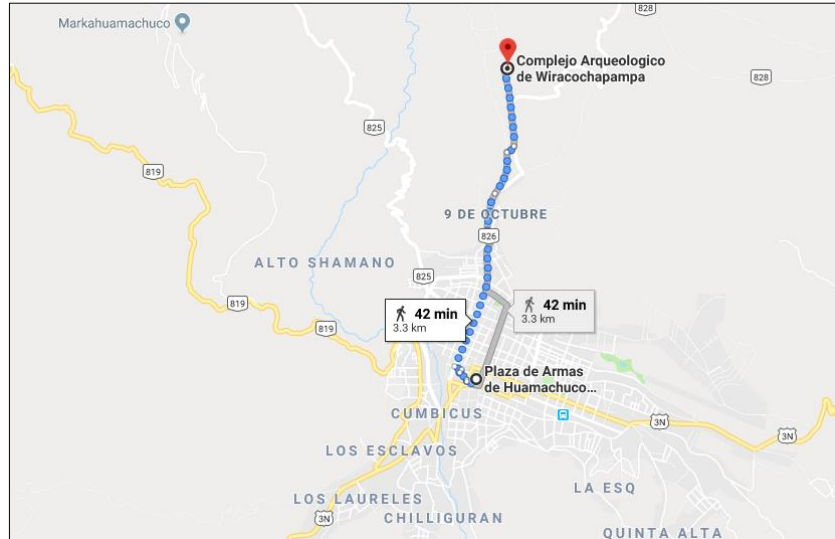 Markahuamachuco
828
Complejo Arqueologico
de Wiracochapampa
828
825
819
9 DE OCTUBRE
826
ALTO SHAMANO
825
819
42 min
3.3 km
42 min
3.3 km
819
Plaza de Armas
de Huamachuco...
CUMBICUS
3N
3N
LOS ESCLAVOS
LA ESQ
LOS LAURELES
3N
CHILLIGURAN
QUINTA ALTA